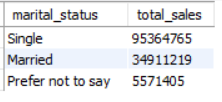 marital_status total_sales
Single 95364765
Married 34911219
Prefer not to say 5571405